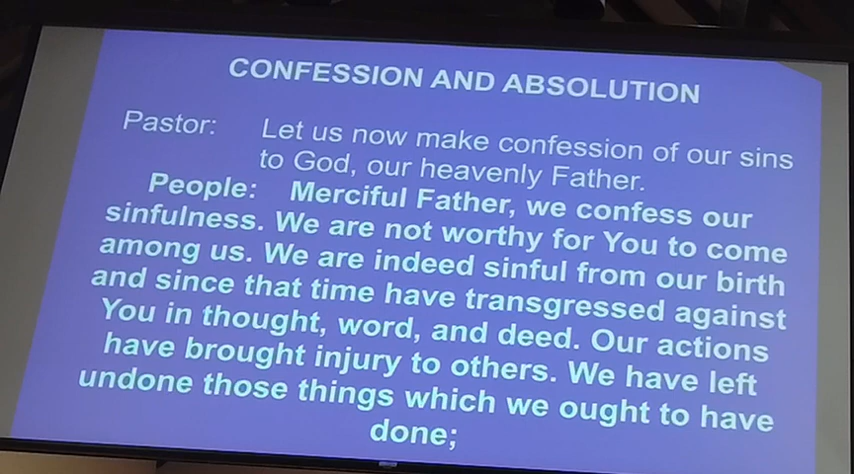 CONFESSION AND ABSOLUTION
Pastor: Let us now make confession of our sins
to God, our heavenly Father.
People: Merciful Father, we confess our
sinfulness. We are not worthy for You to come
among us. We are indeed sinful from our birth
and since that time have transgressed against
You in thought, word, and deed. Our actions
have brought injury to others. We have left
undone those things which we ought to have
done;